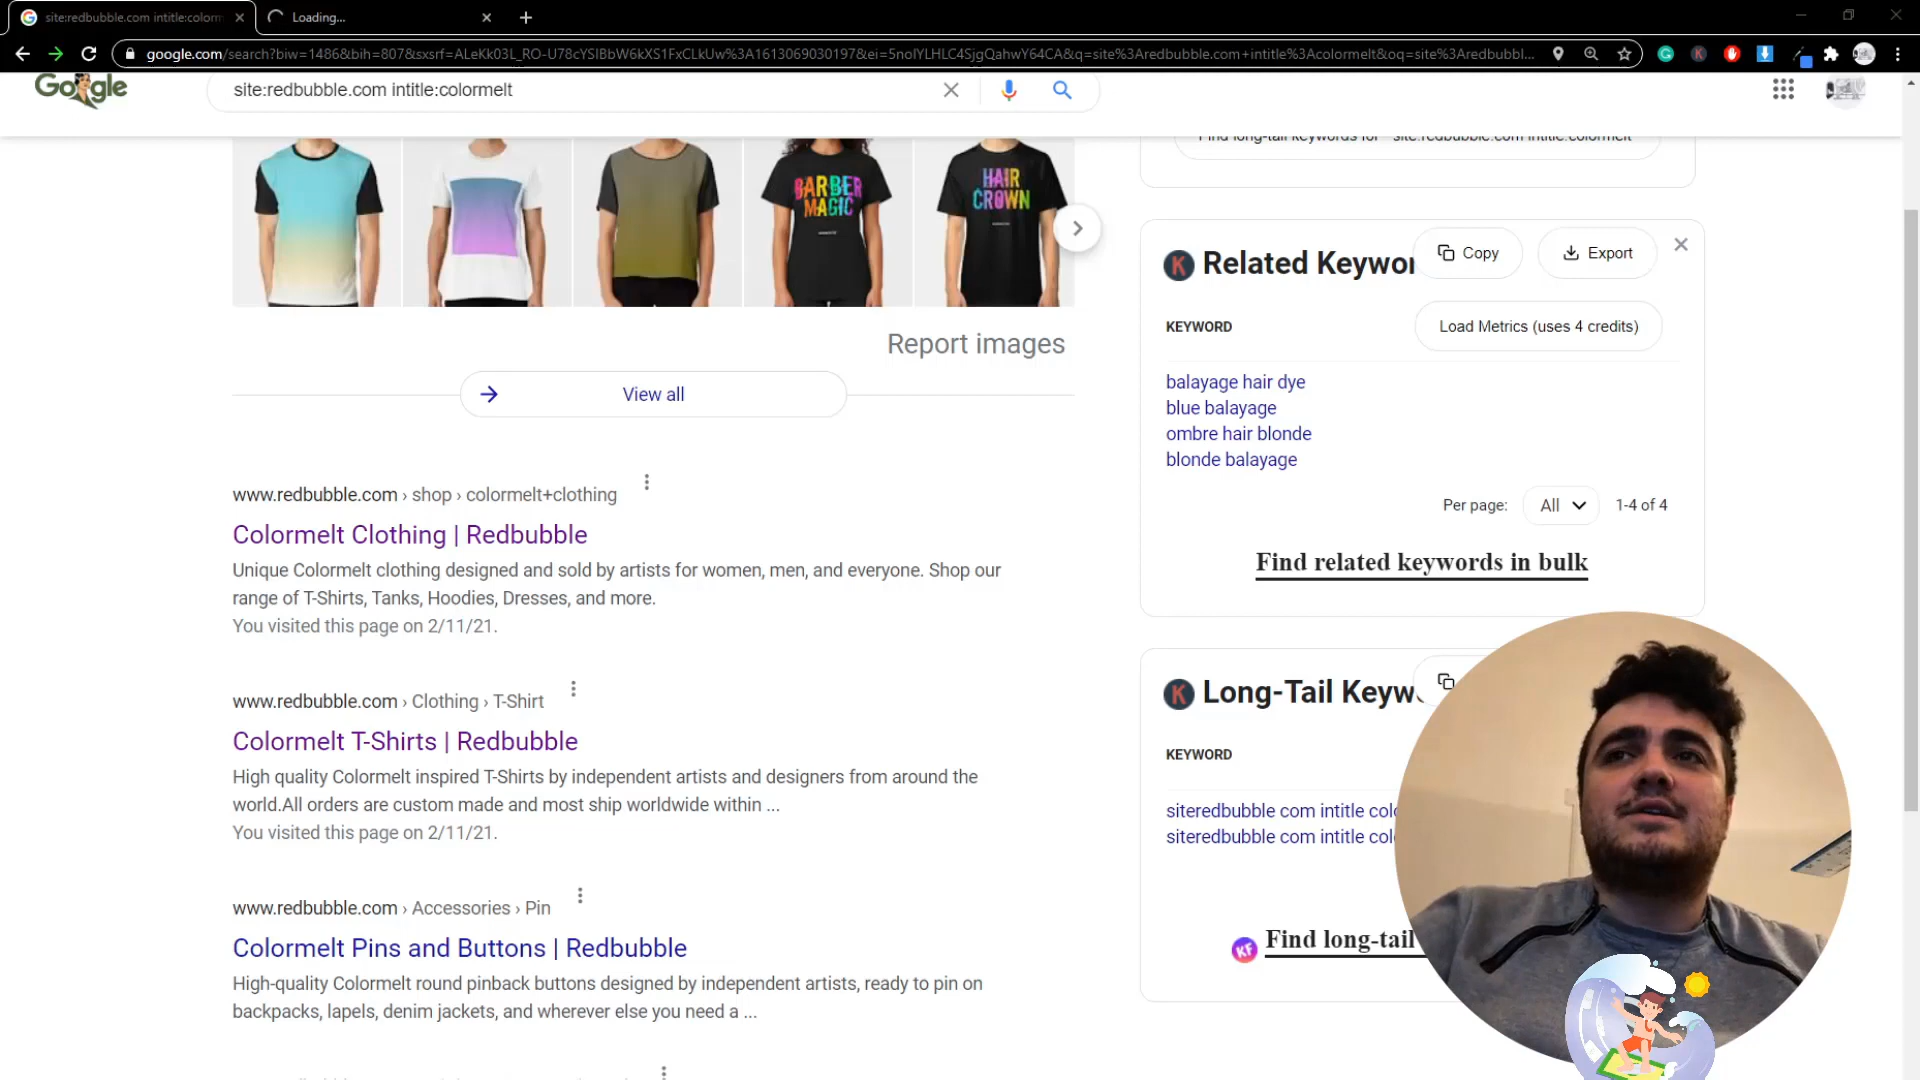 site:redbubble.com intitle:colorm
Loading...
google.com/search?biw=1486&bih=807&sxsrf=ALeKk03L_RO-U78cYSlBbW6kXS1FxCLkUw%3A1613069030197&ei=5nolYLHLC4SjgQahwY64CA&q=site%3Aredbubble.com+intitle%3Acolormelt&oq=site%3Aredbubbl...
Google
site:redbubble.com intitle:colormelt
Find long-tail keywords for "site:redbubble.com intitle:colormelt"
BARBER
MAGIC
HAIR
CROWN
Report images
View all
www.redbubble.com › shop › colormelt+clothing
Colormelt Clothing | Redbubble
Unique Colormelt clothing designed and sold by artists for women, men, and everyone. Shop our
range of T-Shirts, Tanks, Hoodies, Dresses, and more.
You visited this page on 2/11/21.
www.redbubble.com › Clothing › T-Shirt
Colormelt T-Shirts | Redbubble
High quality Colormelt inspired T-Shirts by independent artists and designers from around the
world.All orders are custom made and most ship worldwide within ...
You visited this page on 2/11/21.
www.redbubble.com › Accessories › Pin
Colormelt Pins and Buttons | Redbubble
High-quality Colormelt round pinback buttons designed by independent artists, ready to pin on
backpacks, lapels, denim jackets, and wherever else you need a ...
K Related Keywor
Copy
Export
KEYWORD
Load Metrics (uses 4 credits)
balayage hair dye
blue balayage
ombre hair blonde
blonde balayage
Per page: All 1-4 of 4
Find related keywords in bulk
K Long-Tail Keyw
KEYWORD
siteredbubble com intitle col
siteredbubble com intitle col
KF Find long-tail